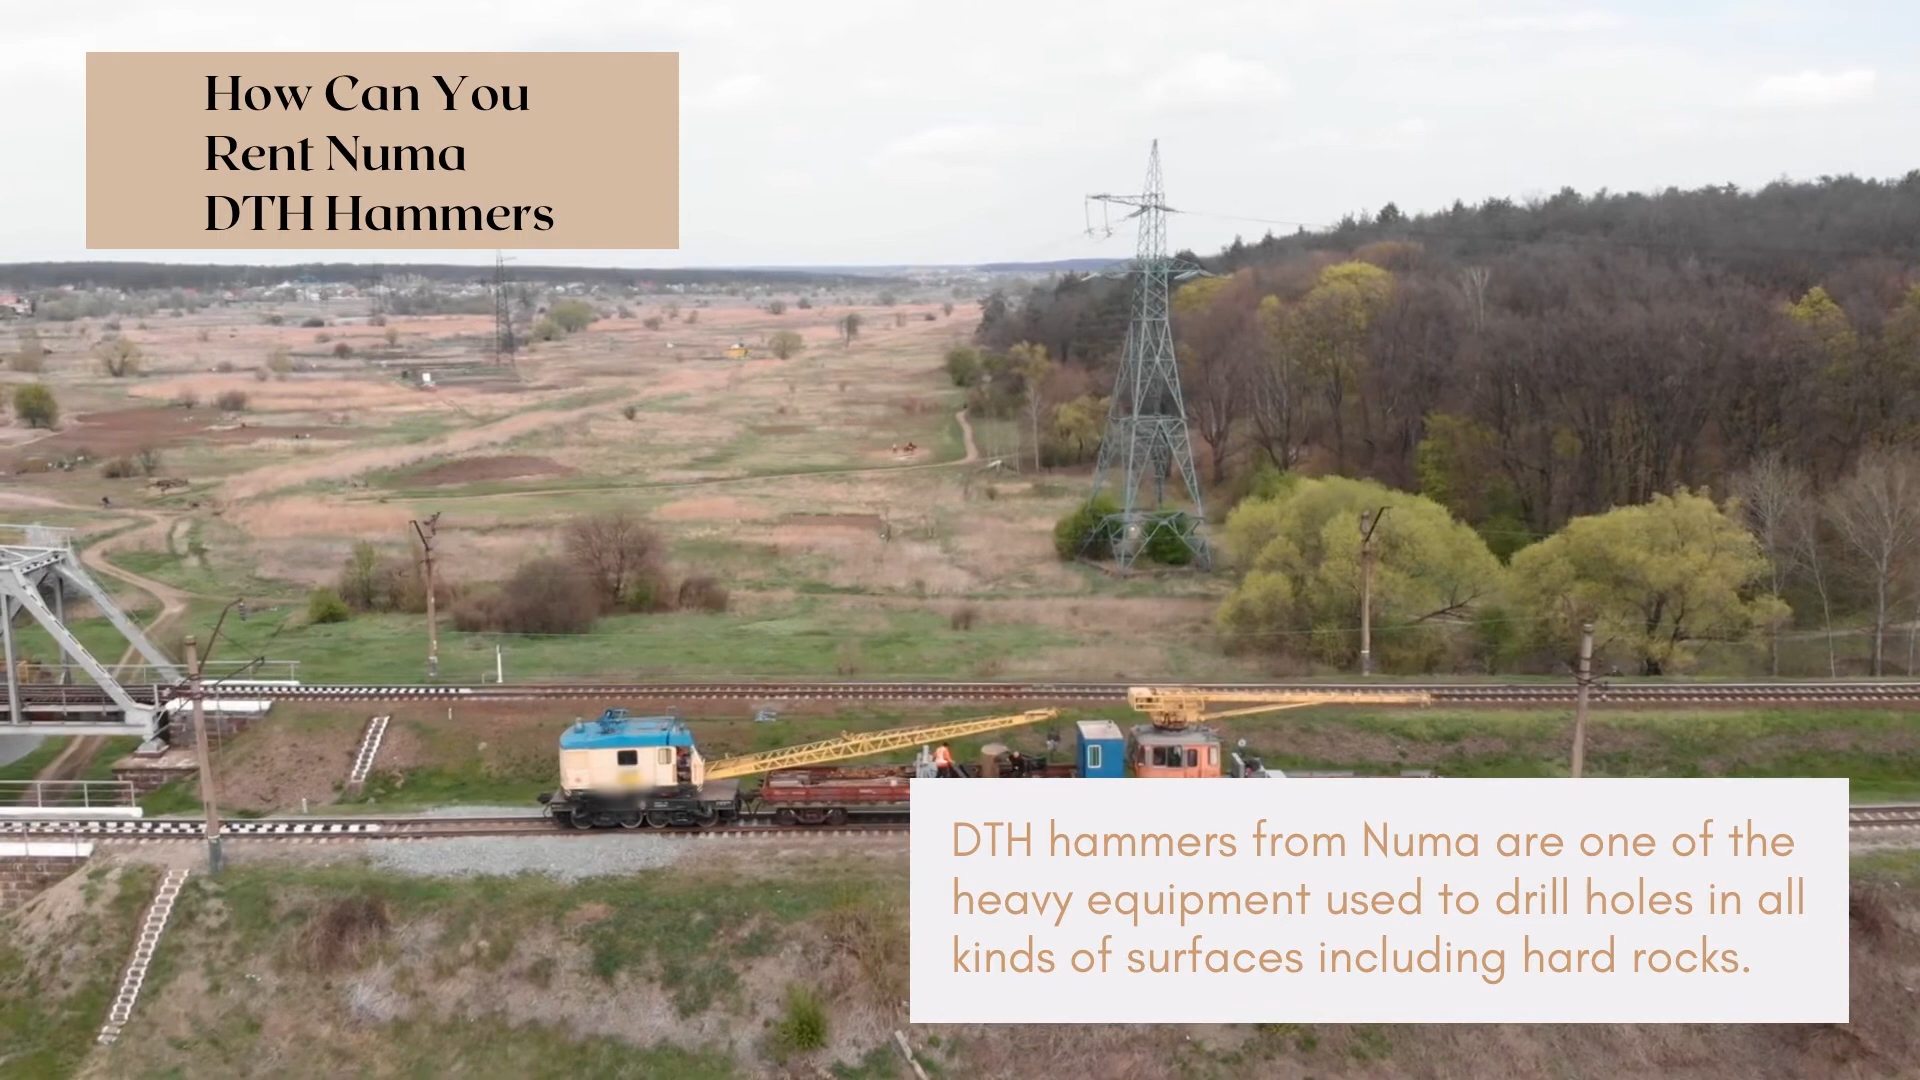 How Can You
Rent Numa
DTH Hammers
DTH hammers from Numa are one of the
heavy equipment used to drill holes in all
kinds of surfaces including hard rocks.